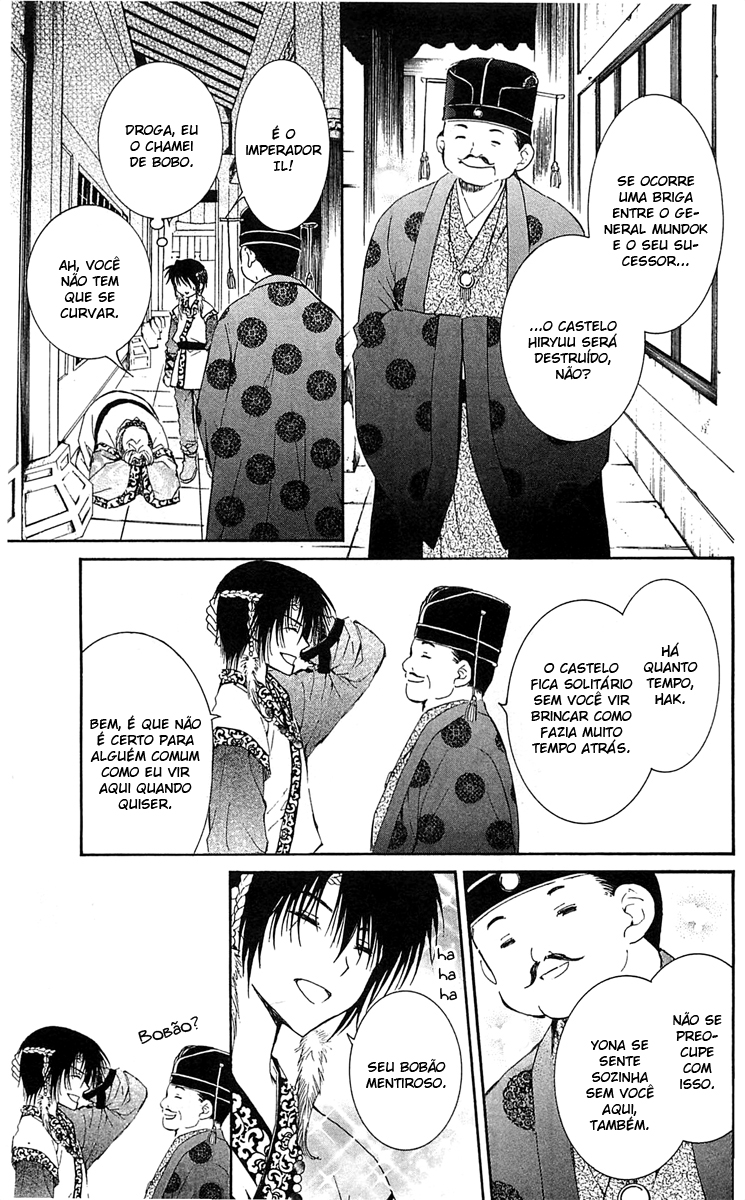 SE OCORRE
UMA BRIGA
ENTRE O GE-
NERAL MUNDOK
E O SEU SU-
CESSOR...
...O CASTELO
HIRYUU SERÁ
DESTRUÍDO,
NÃO?
É O
IMPERADOR
IL!
DROGA, EU
O CHAMEI
DE BOBO.
AH, VOCÊ
NÃO TEM
QUE SE
CURVAR.
HÁ
QUANTO
TEMPO,
HAK.
O CASTELO
FICA SOLITÁRIO
SEM VOCÊ VIR
BRINCAR COMO
FAZIA MUITO
TEMPO ATRÁS.
BEM, É QUE NÃO
É CERTO PARA
ALGUÉM COMUM
COMO EU VIR
AQUI QUANDO
QUISER.
NÃO SE
PREO-
CUPE
COM
ISSO.
YONA SE
SENTE
SOZINHA
SEM VOCÊ
AQUI,
TAMBÉM.
ha
ha
ha
SEU BOBÃO
MENTIROSO.
BOBÃO?